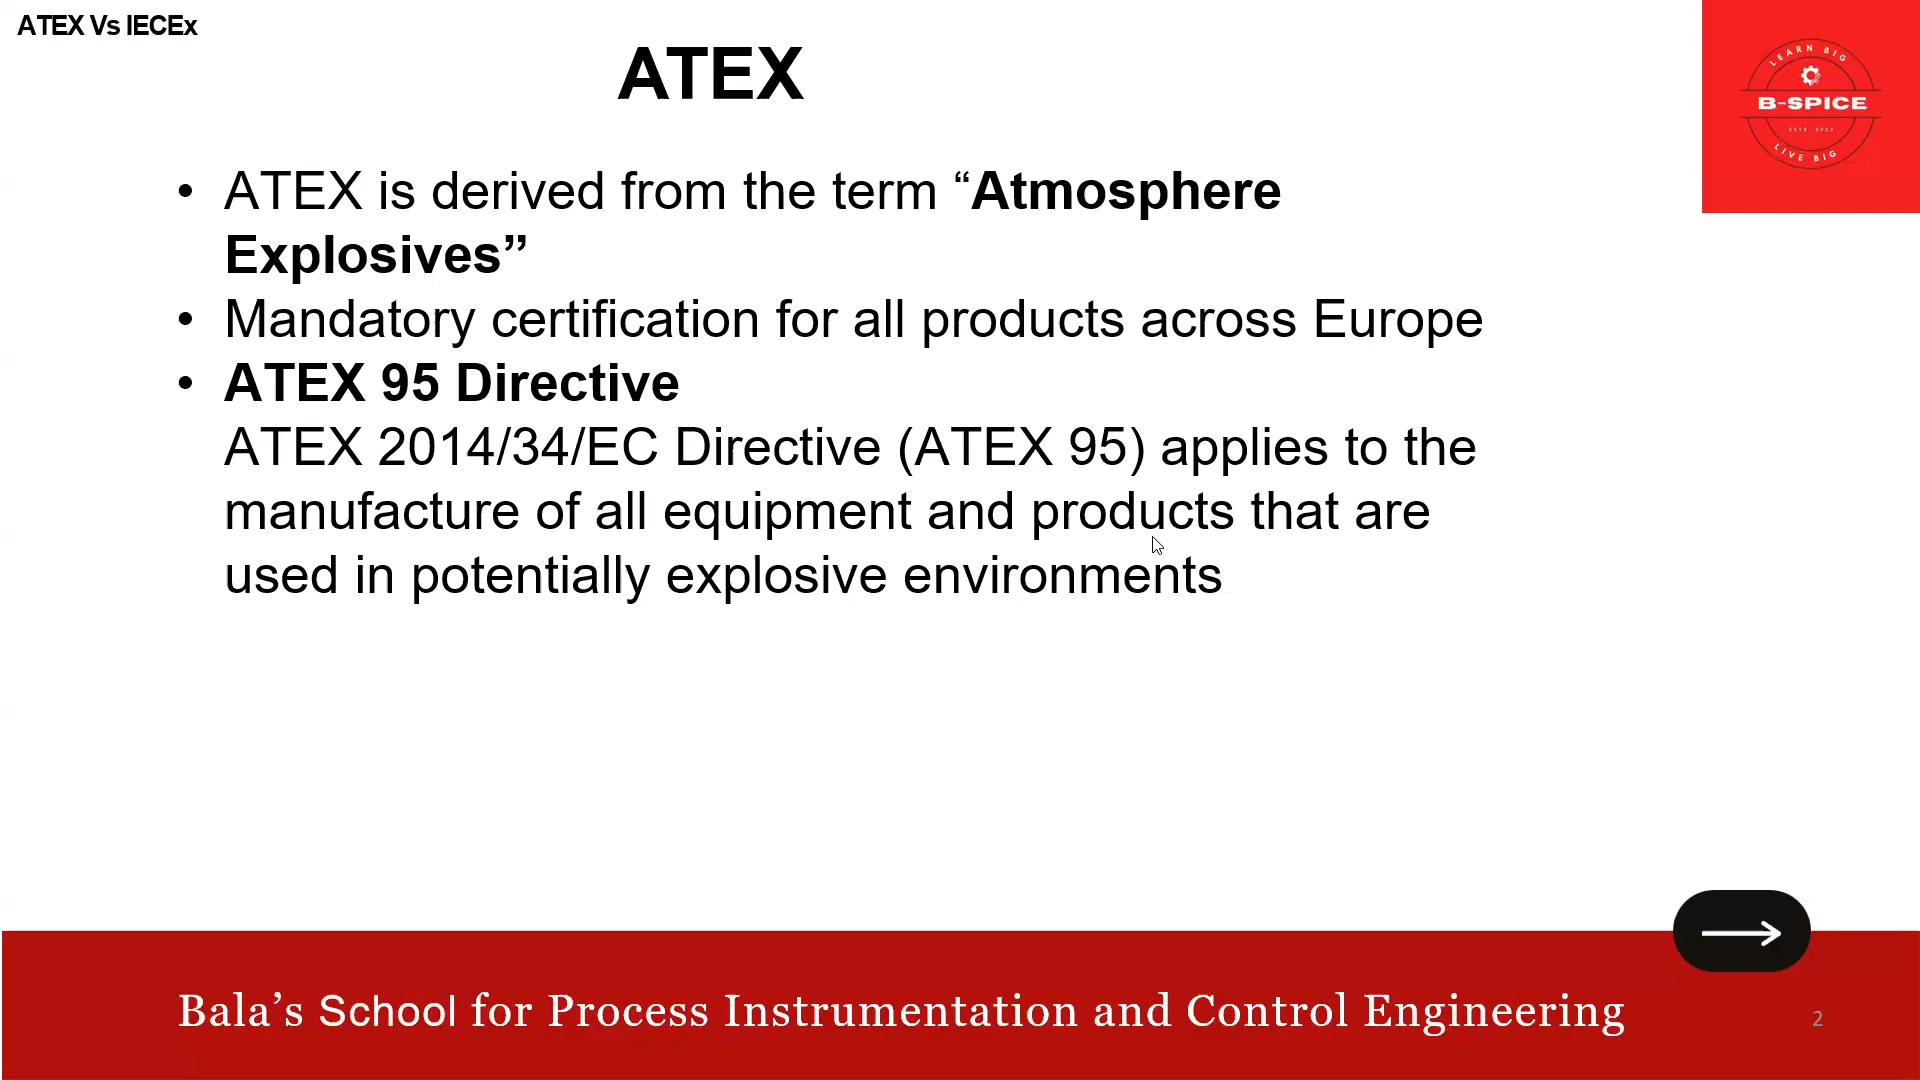 ATEX Vs IECEx
ATEX
LEARN BIG
B-SPICE
ESTD 2023
LIVE BIG
• ATEX is derived from the term “Atmosphere
Explosives”
• Mandatory certification for all products across Europe
• ATEX 95 Directive
ATEX 2014/34/EC Directive (ATEX 95) applies to the
manufacture of all equipment and products that are
used in potentially explosive environments
Bala’s School for Process Instrumentation and Control Engineering
2